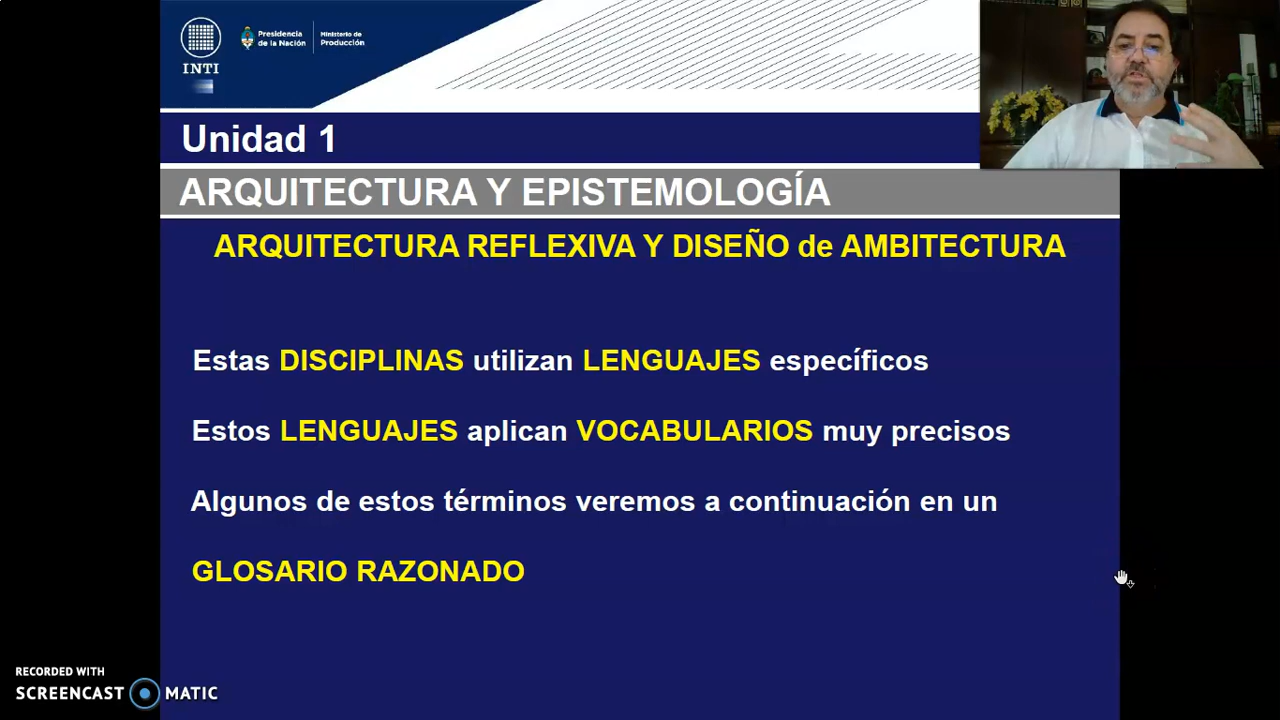 INTI
Presidencia
de la Nación
Ministerio de
Producción
Unidad 1
ARQUITECTURA Y EPISTEMOLOGÍA
ARQUITECTURA REFLEXIVA Y DISEÑO de AMBITECTURA
Estas DISCIPLINAS utilizan LENGUAJES específicos
Estos LENGUAJES aplican VOCABULARIOS muy precisos
Algunos de estos términos veremos a continuación en un
GLOSARIO RAZONADO
RECORDED WITH
SCREENCAST MATIC